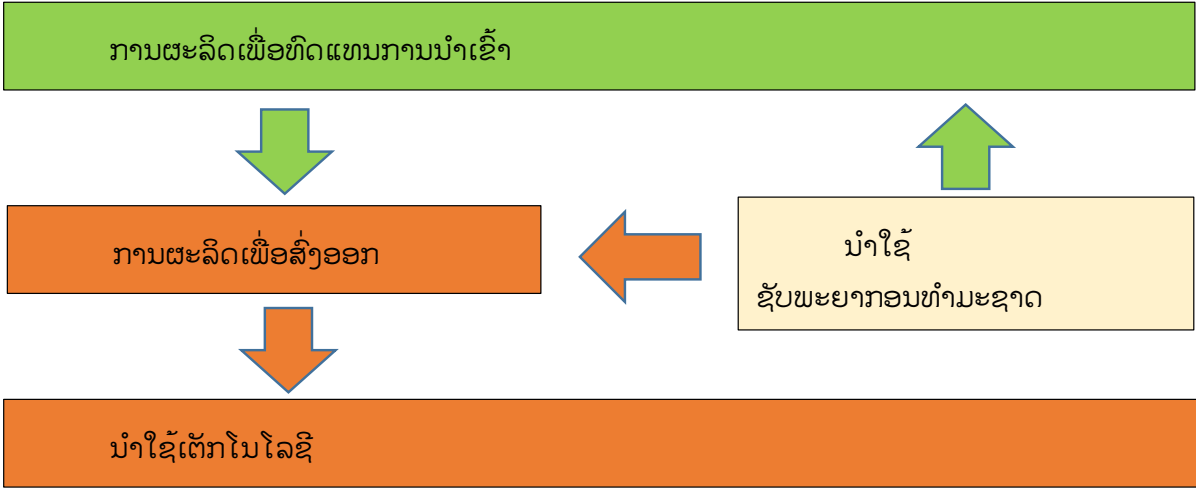 ການຜະລິດເພື່ອທົດແທນການນຳເຂົ້າ
ການຜະລິດເພື່ອສົ່ງອອກ
ນຳໃຊ້
ຊັບພະຍາກອນທຳມະຊາດ
ນຳໃຊ້ເຕັກໂນໂລຊີ